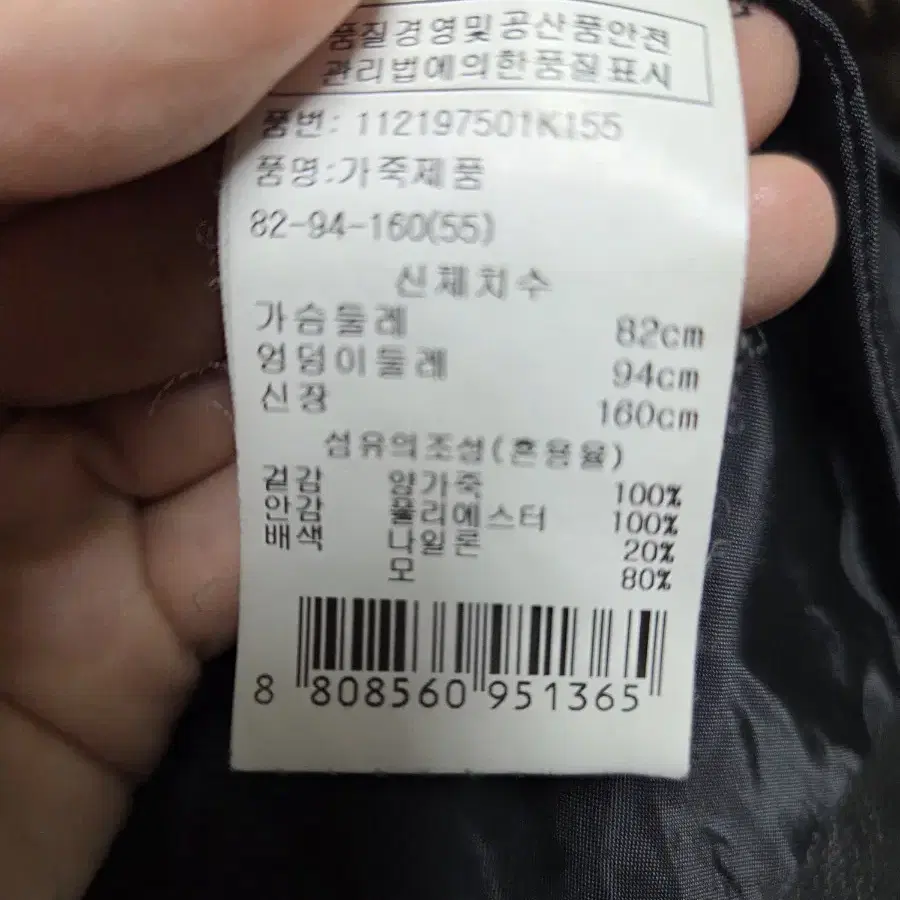 품질경영및공산품안전
관리법에의한품질표시
품번: 112197501KI55
품명:가죽제품
82-94-160(55)
신체치수
가슴둘레 82cm
엉덩이둘레 94cm
신장 160cm
섬유의조성(혼용율)
겉감 양가죽 100%
안감 폴리에스터 100%
배색 나일론 20%
모 80%
8 808560 951365